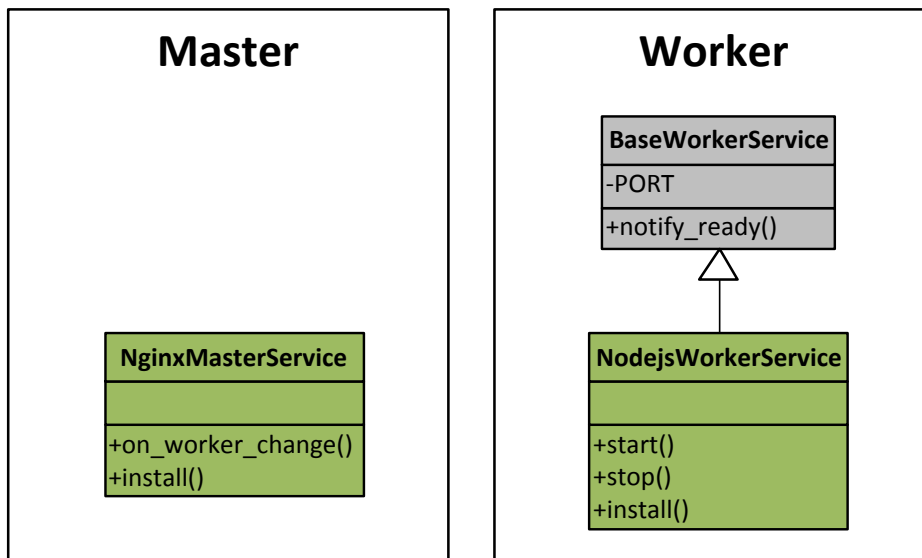 Master
NginxMasterService
+on_worker_change()
+install()
Worker
BaseWorkerService
-PORT
+notify_ready()
NodejsWorkerService
+start()
+stop()
+install()